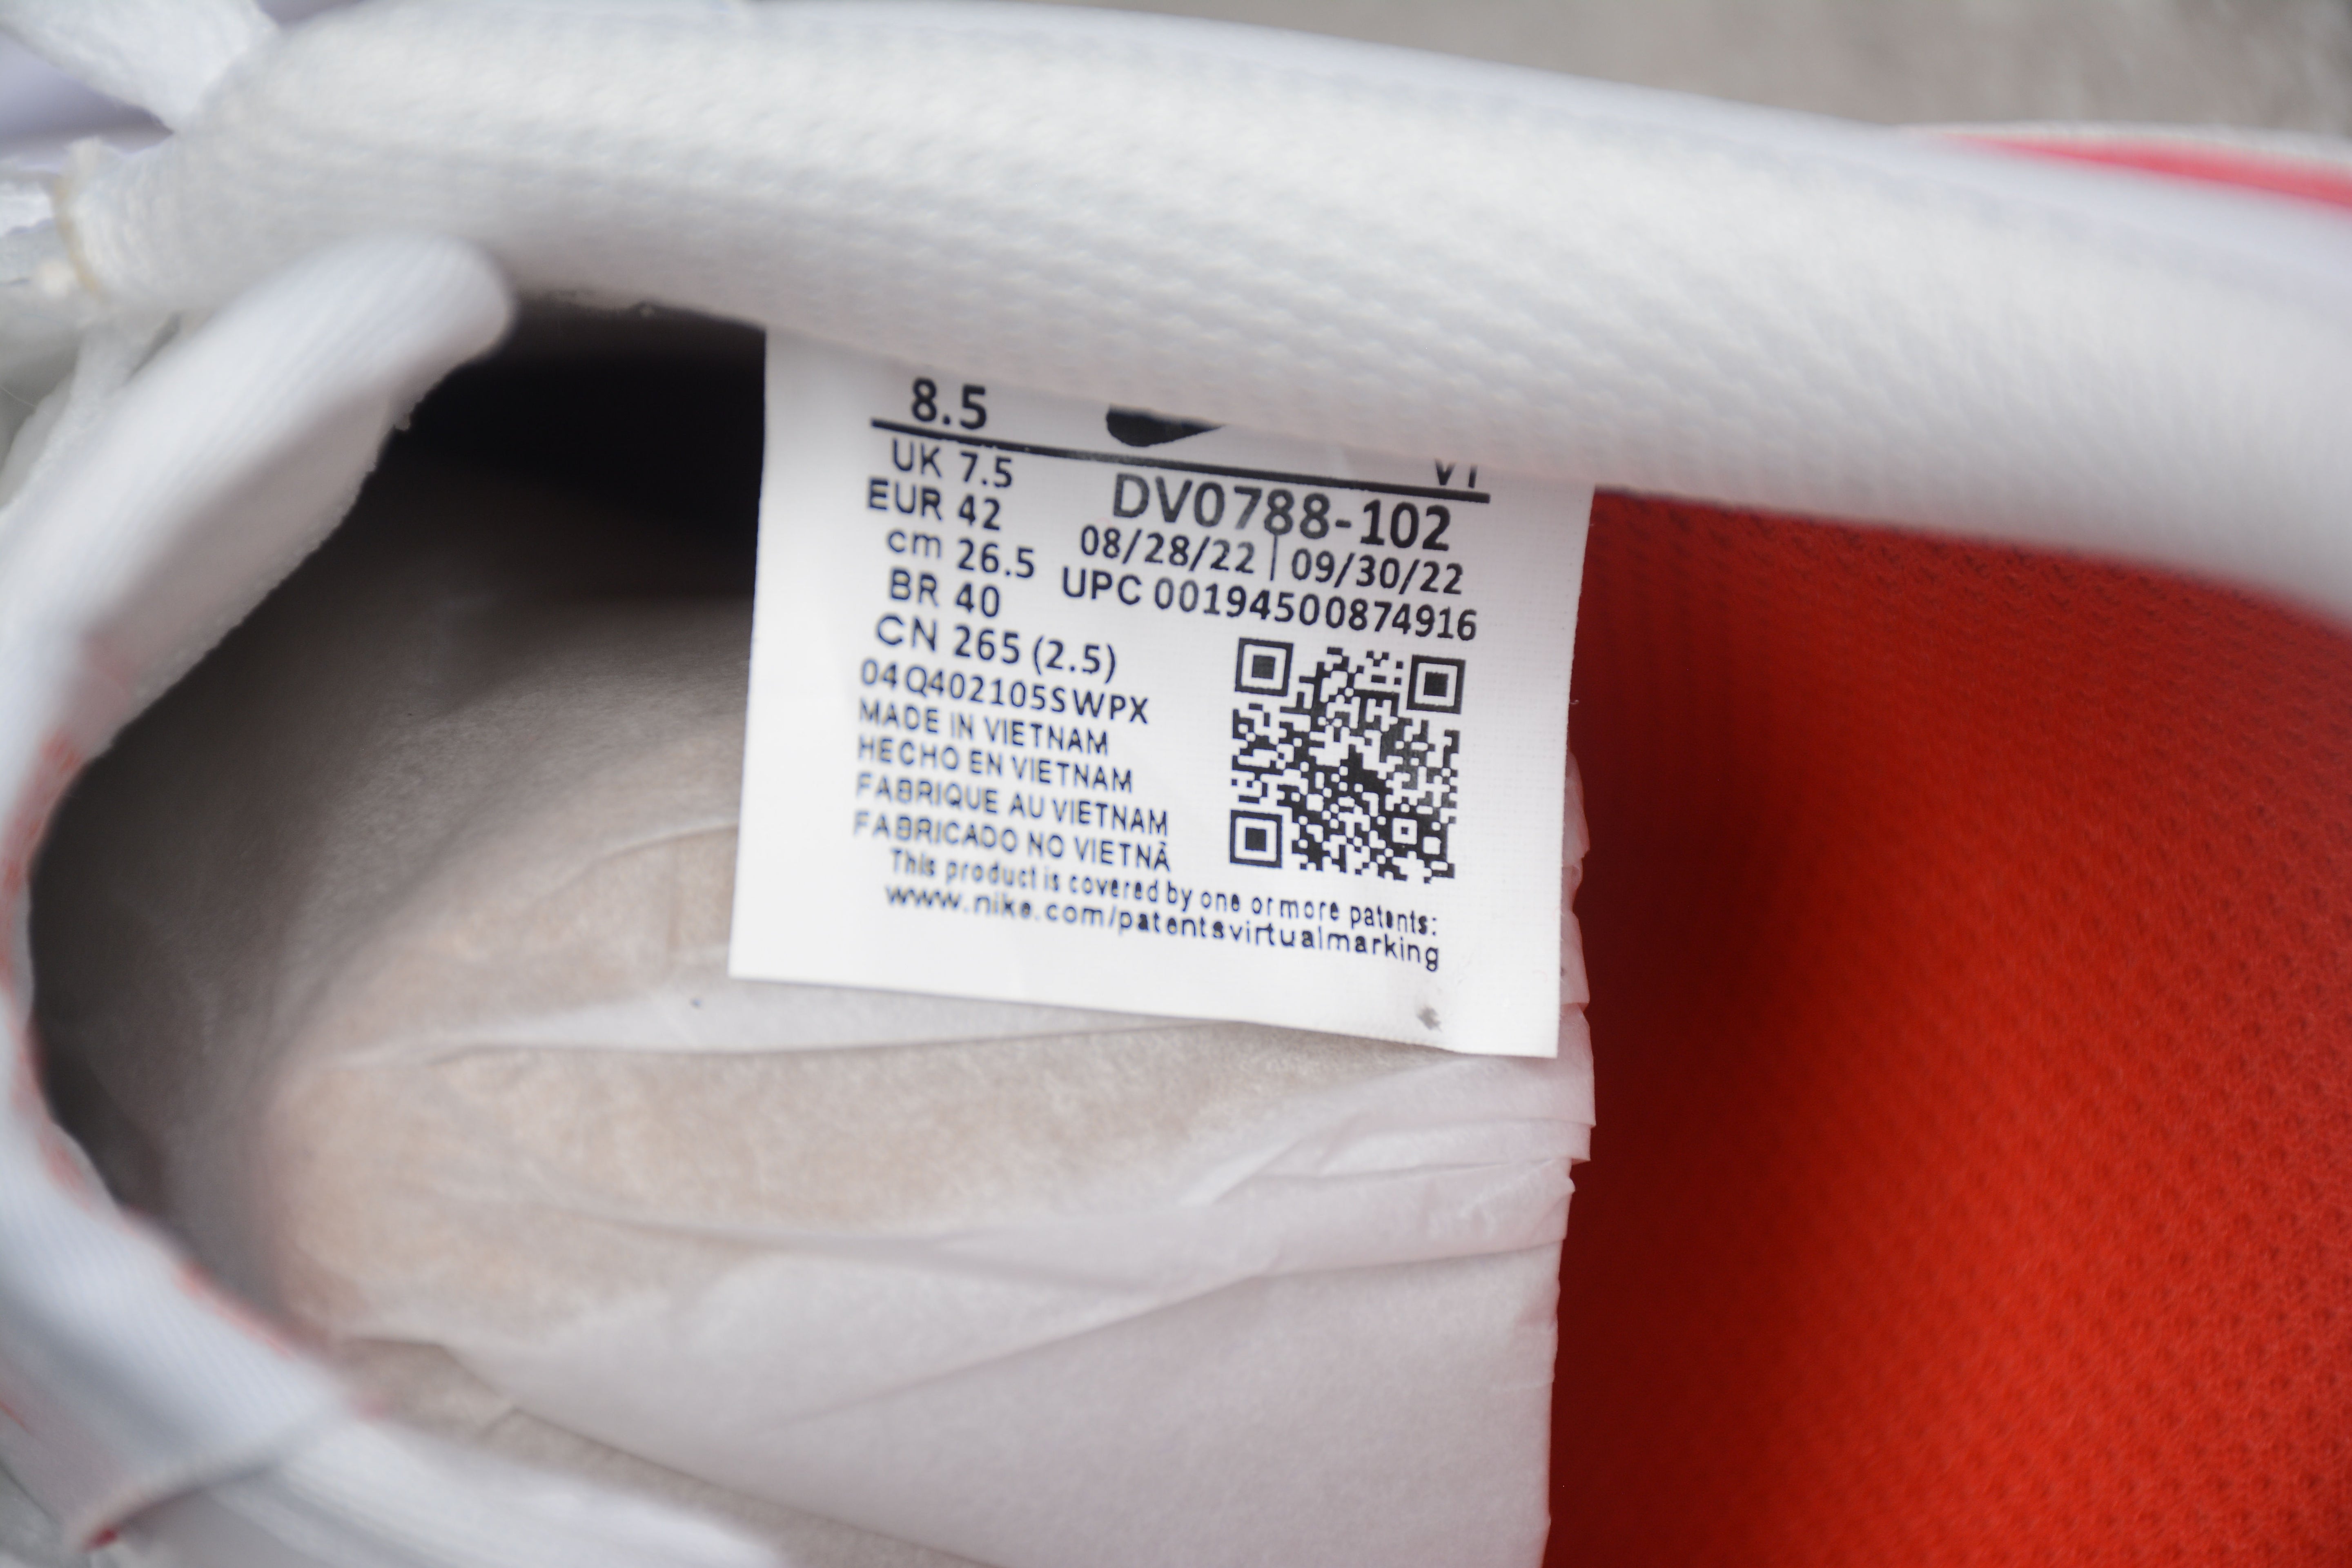 8.5
UK 7.5
EUR 42
cm 26.5
BR 40
CN 265 (2.5)
DV0788-102
08/28/22 | 09/30/22
UPC 00194500874916
04Q402105SWPX
MADE IN VIETNAM
HECHO EN VIETNAM
FABRIQUE AU VIETNAM
FABRICADO NO VIETNÃ
This product is covered by one or more patents:
www.nike.com/patentsvirtualmarking